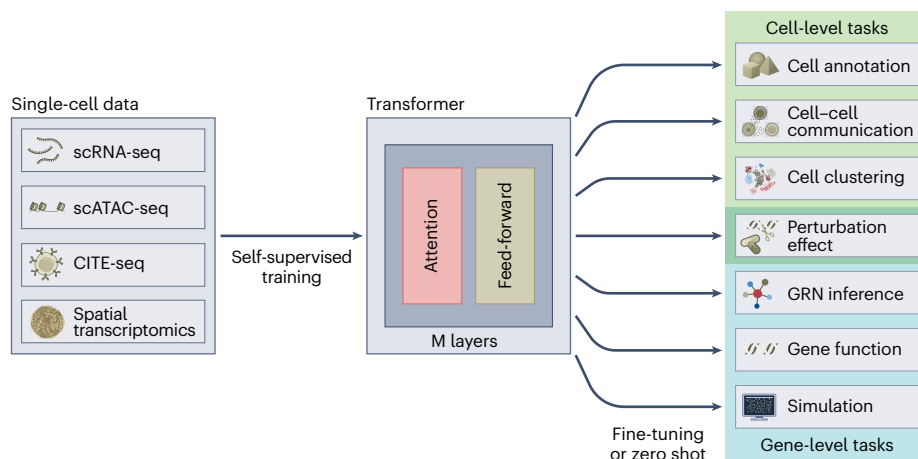 Single-cell data
scRNA-seq
scATAC-seq
CITE-seq
Spatial
transcriptomics
Self-supervised
training
Transformer
Attention
Feed-forward
M layers
Fine-tuning
or zero shot
Cell-level tasks
Cell annotation
Cell–cell
communication
Cell clustering
Perturbation
effect
GRN inference
Gene function
Simulation
Gene-level tasks